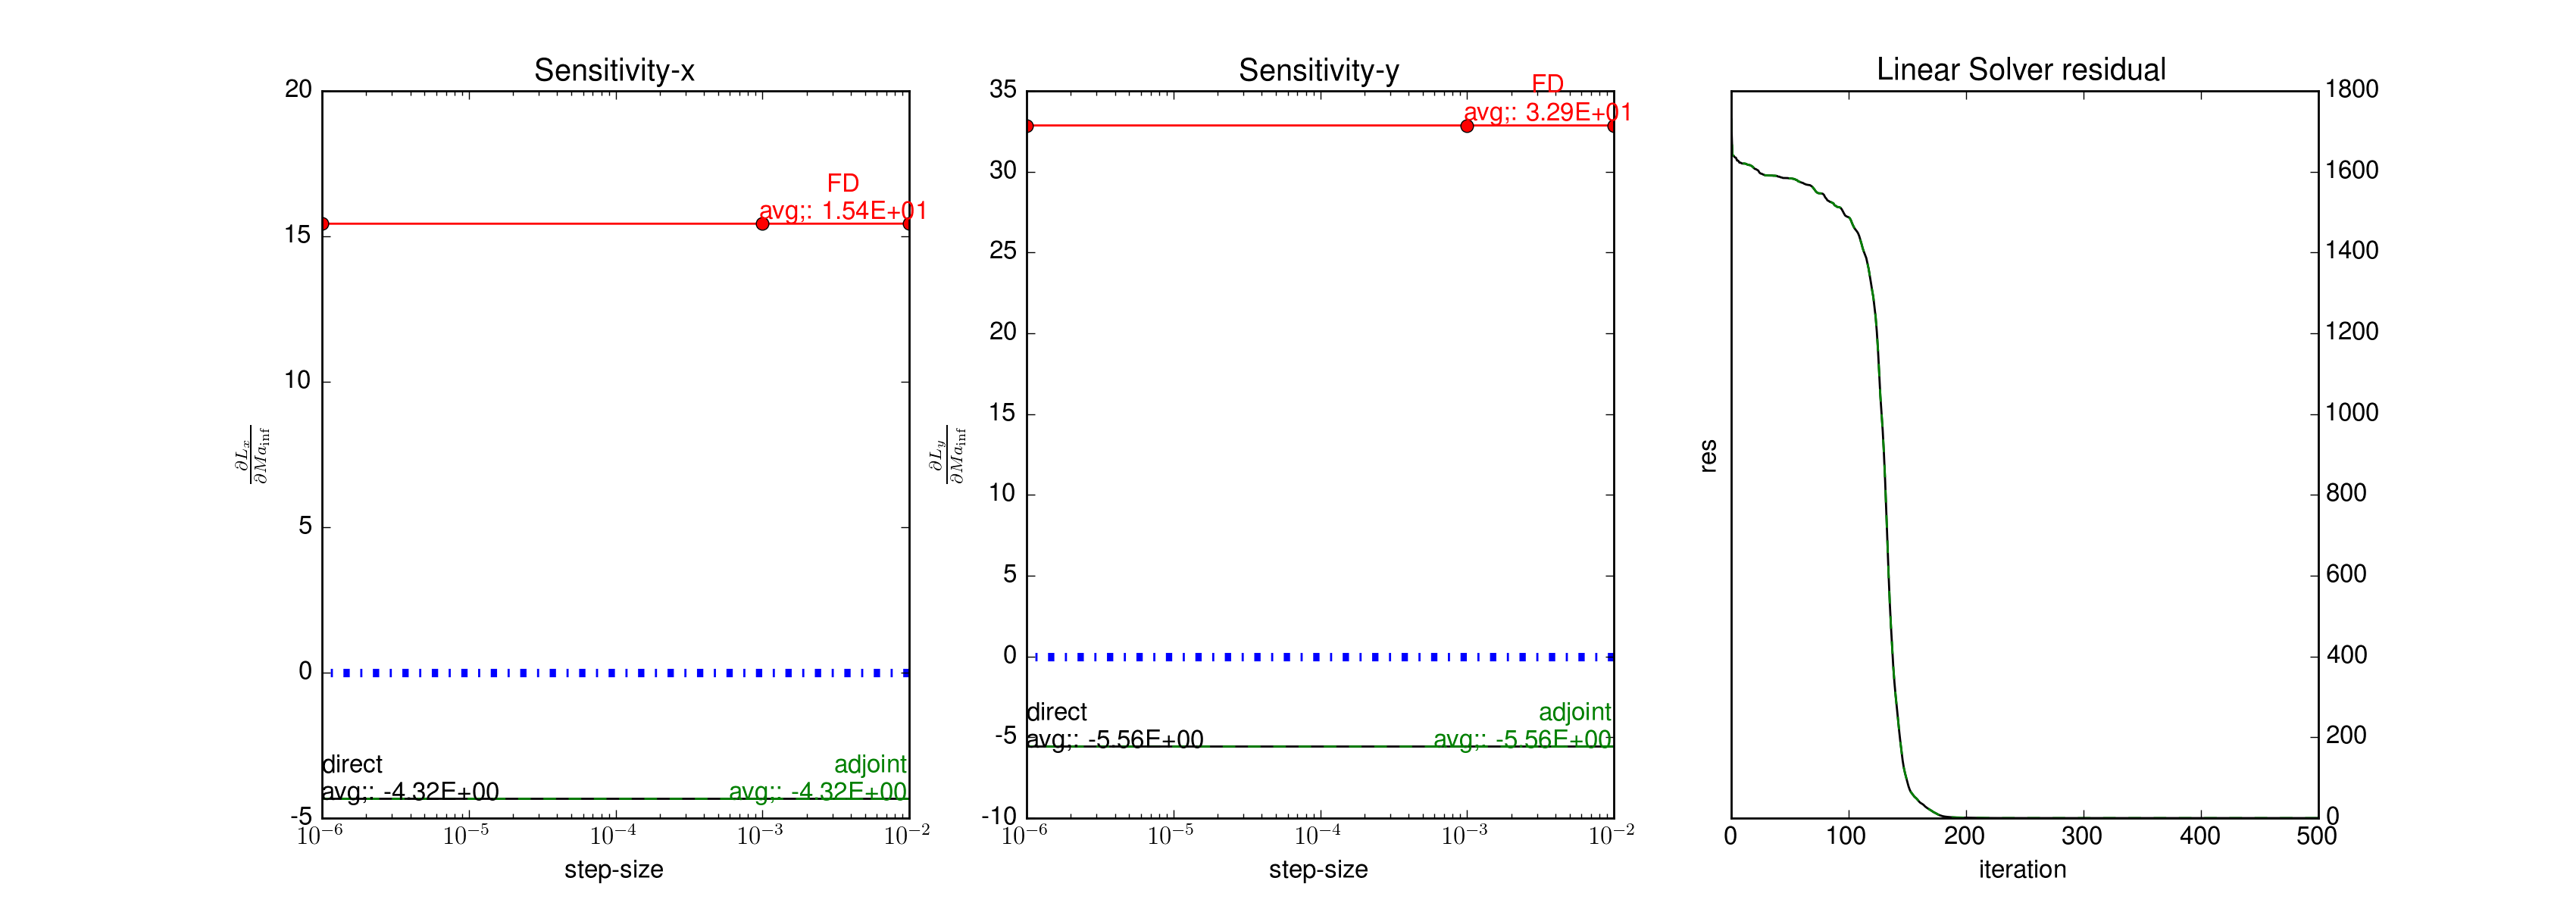 Sensitivity-x
20
15
10
5
0
-5
∂L_x
∂Ma_inf
FD
avg;: 1.54E+01
direct
avg;: -4.32E+00
adjoint
avg;: -4.32E+00
10^−6 10^−5 10^−4 10^−3 10^−2
step-size
Sensitivity-y
35
30
25
20
15
10
5
0
-5
-10
∂L_y
∂Ma_inf
FD
avg;: 3.29E+01
direct
avg;: -5.56E+00
adjoint
avg;: -5.56E+00
10^−6 10^−5 10^−4 10^−3 10^−2
step-size
Linear Solver residual
1800
1600
1400
1200
1000
800
600
400
200
0
res
0 100 200 300 400 500
iteration